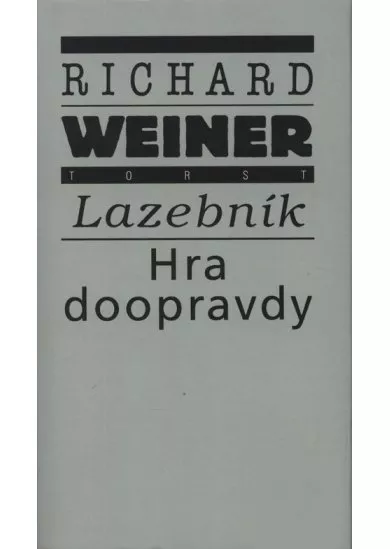 RICHARD
WEINER
TORST
Lazebník
Hra
doopravdy